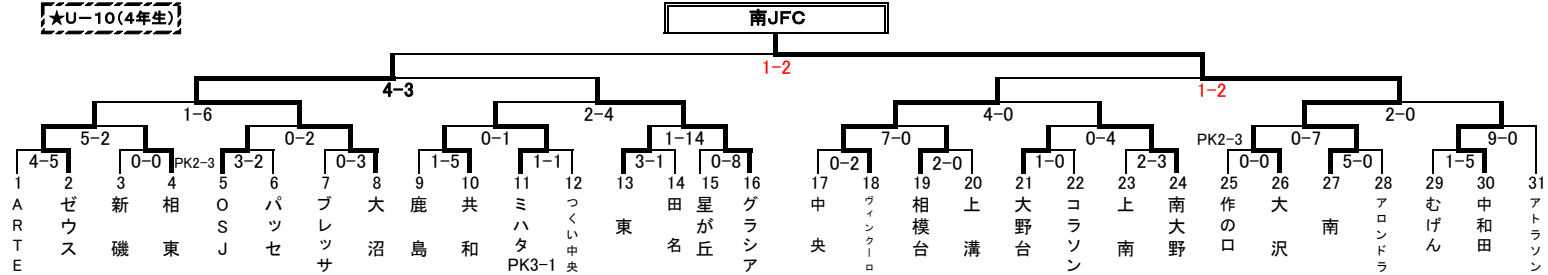 ★U－10(4年生)
南JFC
1-2
4-3
1-2
1-6
2-4
4-0
2-0
5-2
0-2
0-1
1-14
7-0
0-4
PK2-3
0-7
9-0
4-5
0-0
PK2-3
3-2
0-3
1-5
1-1
3-1
0-8
0-2
2-0
1-0
2-3
0-0
5-0
1-5
1 ARTE
2 ゼウス
3 新磯
4 相東
5 OSJ
6 パッセ
7 ブレッサ
8 大沼
9 鹿島
10 共和
11 ミハタ
PK3-1
12 つくい中央
13 東
14 田名
15 星が丘
16 グラシア
17 中央
18 ヴィンクーロ
19 相模台
20 上溝
21 大野台
22 コラソン
23 上南
24 南大野
25 作の口
26 大沢
27 南
28 アロンドラ
29 むげん
30 中和田
31 アトラソン